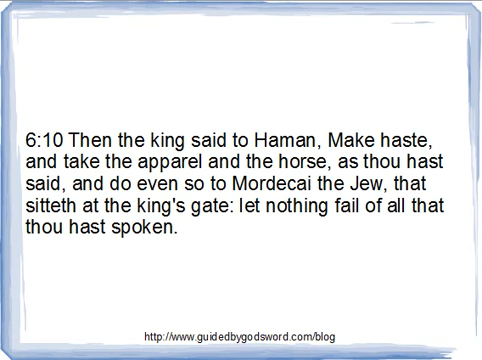 6:10 Then the king said to Haman, Make haste,
and take the apparel and the horse, as thou hast
said, and do even so to Mordecai the Jew, that
sitteth at the king's gate: let nothing fail of all that
thou hast spoken.
http://www.guidedbygodsword.com/blog